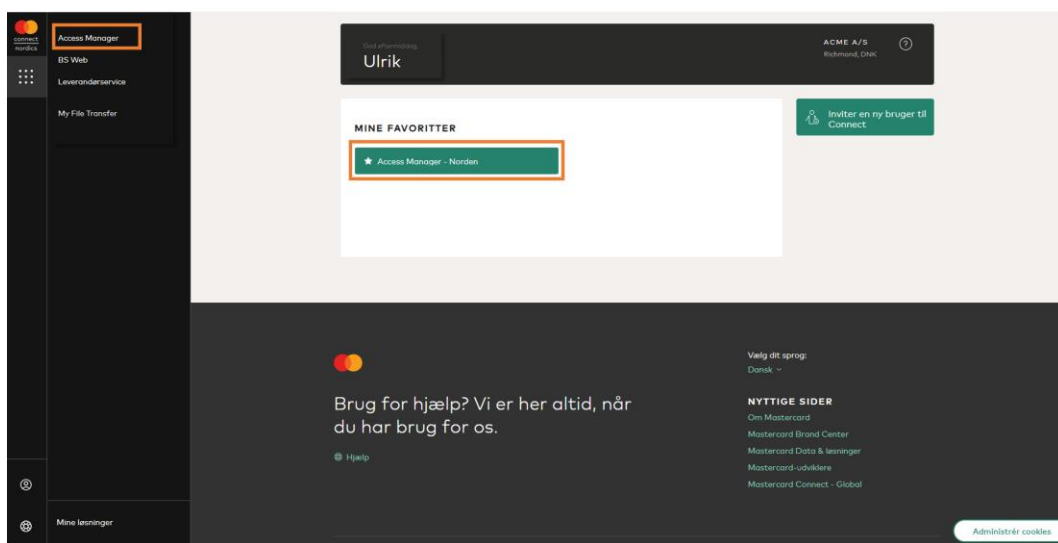 connect
nordics
Access Manager
BS Web
Leverandørservice
My File Transfer
Mine løsninger
God eftermiddag,
Ulrik
ACME A/S
Richmond, DNK
?
MINE FAVORITTER
Access Manager - Norden
Inviter en ny bruger til
Connect
Brug for hjælp? Vi er her altid, når
du har brug for os.
Hjælp
Vælg dit sprog:
Dansk
NYTTIGE SIDER
Om Mastercard
Mastercard Brand Center
Mastercard Data & løsninger
Mastercard-udviklere
Mastercard Connect - Global
Administrér cookies